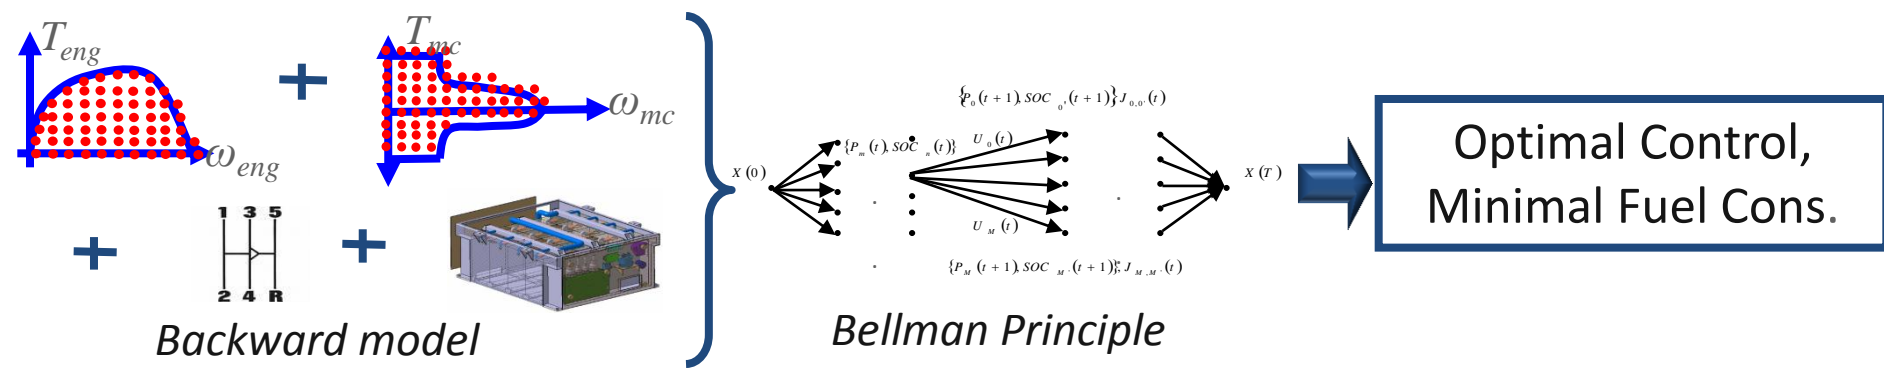 T_eng
ω_eng
T_mc
ω_mc
1 3 5
2 4 R
Backward model
X (0)
{P_m (t), SOC_n (t)}
U_0 (t)
U_M (t)
{P_0 (t + 1), SOC_0', (t + 1)} J_0,0' (t)
{P_M (t + 1), SOC_M' (t + 1)}, J_M,M' (t)
X (T)
Bellman Principle
Optimal Control,
Minimal Fuel Cons.